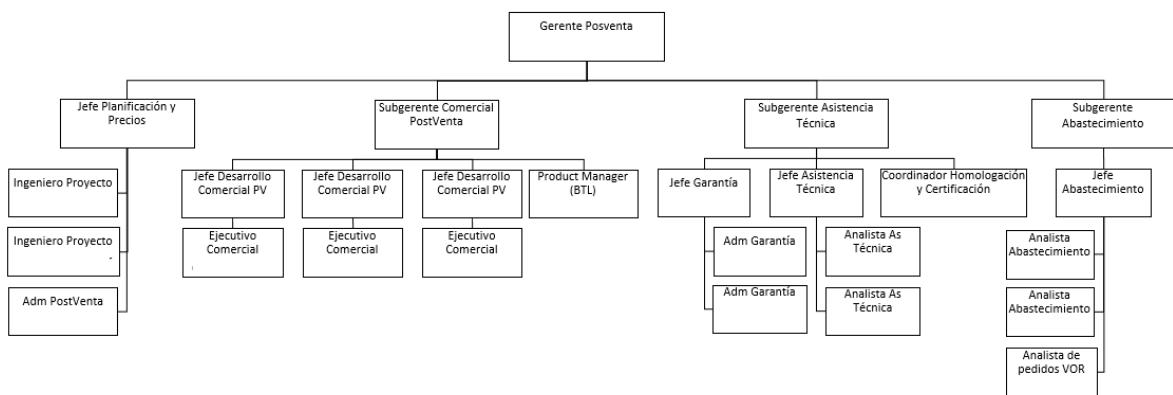 Gerente Posventa
Jefe Planificación y
Precios
Subgerente Comercial
PostVenta
Subgerente Asistencia
Técnica
Subgerente
Abastecimiento
Ingeniero Proyecto
Ingeniero Proyecto
Adm PostVenta
Jefe Desarrollo
Comercial PV
Jefe Desarrollo
Comercial PV
Jefe Desarrollo
Comercial PV
Product Manager
(BTL)
Ejecutivo
Comercial
Ejecutivo
Comercial
Ejecutivo
Comercial
Jefe Garantía
Jefe Asistencia
Técnica
Coordinador Homologación
y Certificación
Adm Garantía
Adm Garantía
Analista As
Técnica
Analista As
Técnica
Jefe
Abastecimiento
Analista
Abastecimiento
Analista
Abastecimiento
Analista de
pedidos VOR